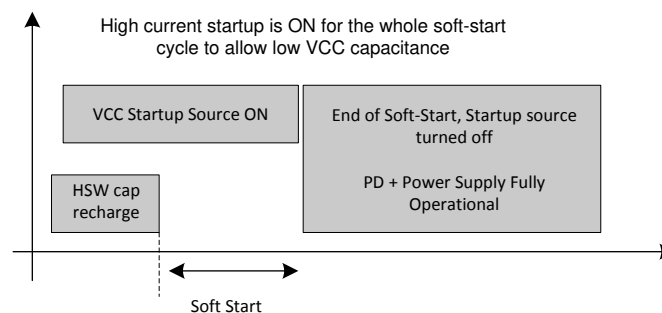 High current startup is ON for the whole soft-start
cycle to allow low VCC capacitance
VCC Startup Source ON
End of Soft-Start, Startup source
turned off
PD + Power Supply Fully
Operational
HSW cap
recharge
Soft Start